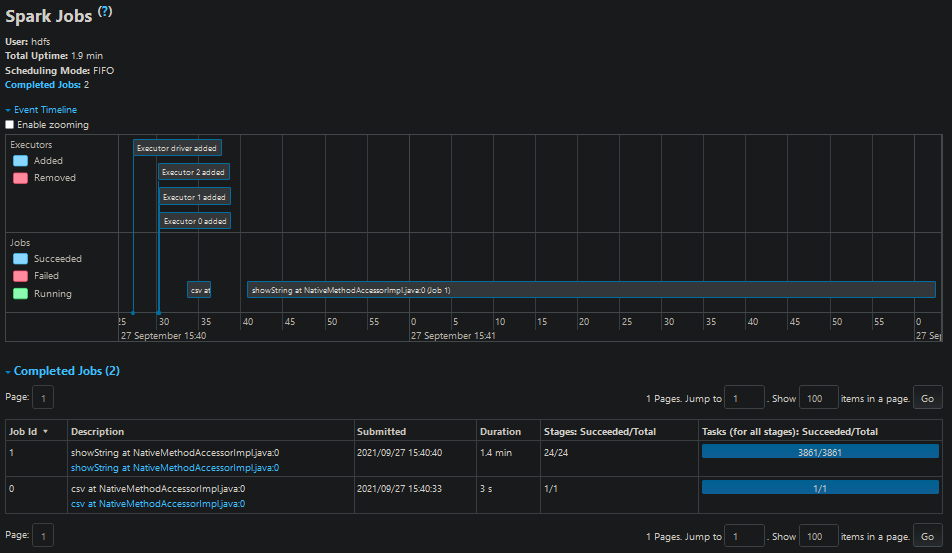 Spark Jobs (?)
User: hdfs
Total Uptime: 1.9 min
Scheduling Mode: FIFO
Completed Jobs: 2
Event Timeline
Enable zooming
Executors
Added
Removed
Executor driver added
Executor 2 added
Executor 1 added
Executor 0 added
Jobs
Succeeded
Failed
Running
csv at
showString at NativeMethodAccessorImpl.java:0 (Job 1)
25 30 35 40 45 50 55 0 5 10 15 20 25 30 35 40 45 50 55 0
27 September 15:40 27 September 15:41 27 Sep
Completed Jobs (2)
Page: 1 1 Pages. Jump to 1 . Show 100 items in a page. Go
Job Id ▾ Description Submitted Duration Stages: Succeeded/Total Tasks (for all stages): Succeeded/Total
1 showString at NativeMethodAccessorImpl.java:0 2021/09/27 15:40:40 1.4 min 24/24 3861/3861
showString at NativeMethodAccessorImpl.java:0
0 csv at NativeMethodAccessorImpl.java:0 2021/09/27 15:40:33 3 s 1/1 1/1
csv at NativeMethodAccessorImpl.java:0
Page: 1 1 Pages. Jump to 1 . Show 100 items in a page. Go